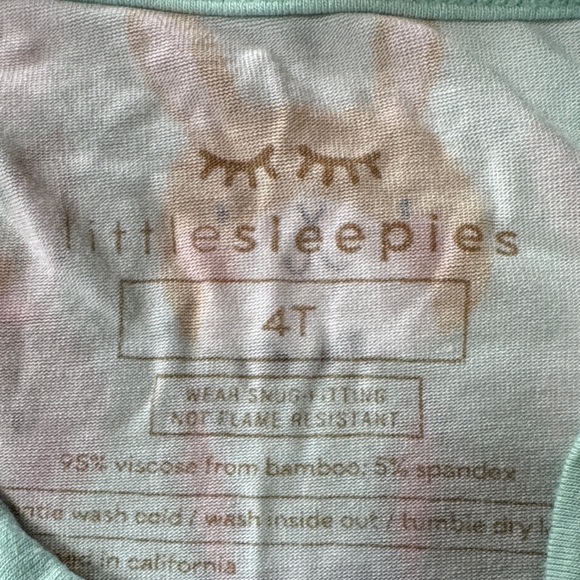 littlesleepies
4T
WEAR SNUG-FITTING
NOT FLAME RESISTANT
95% viscose from bamboo; 5% spandex
wash cold / wash inside out / tumble dry
in california